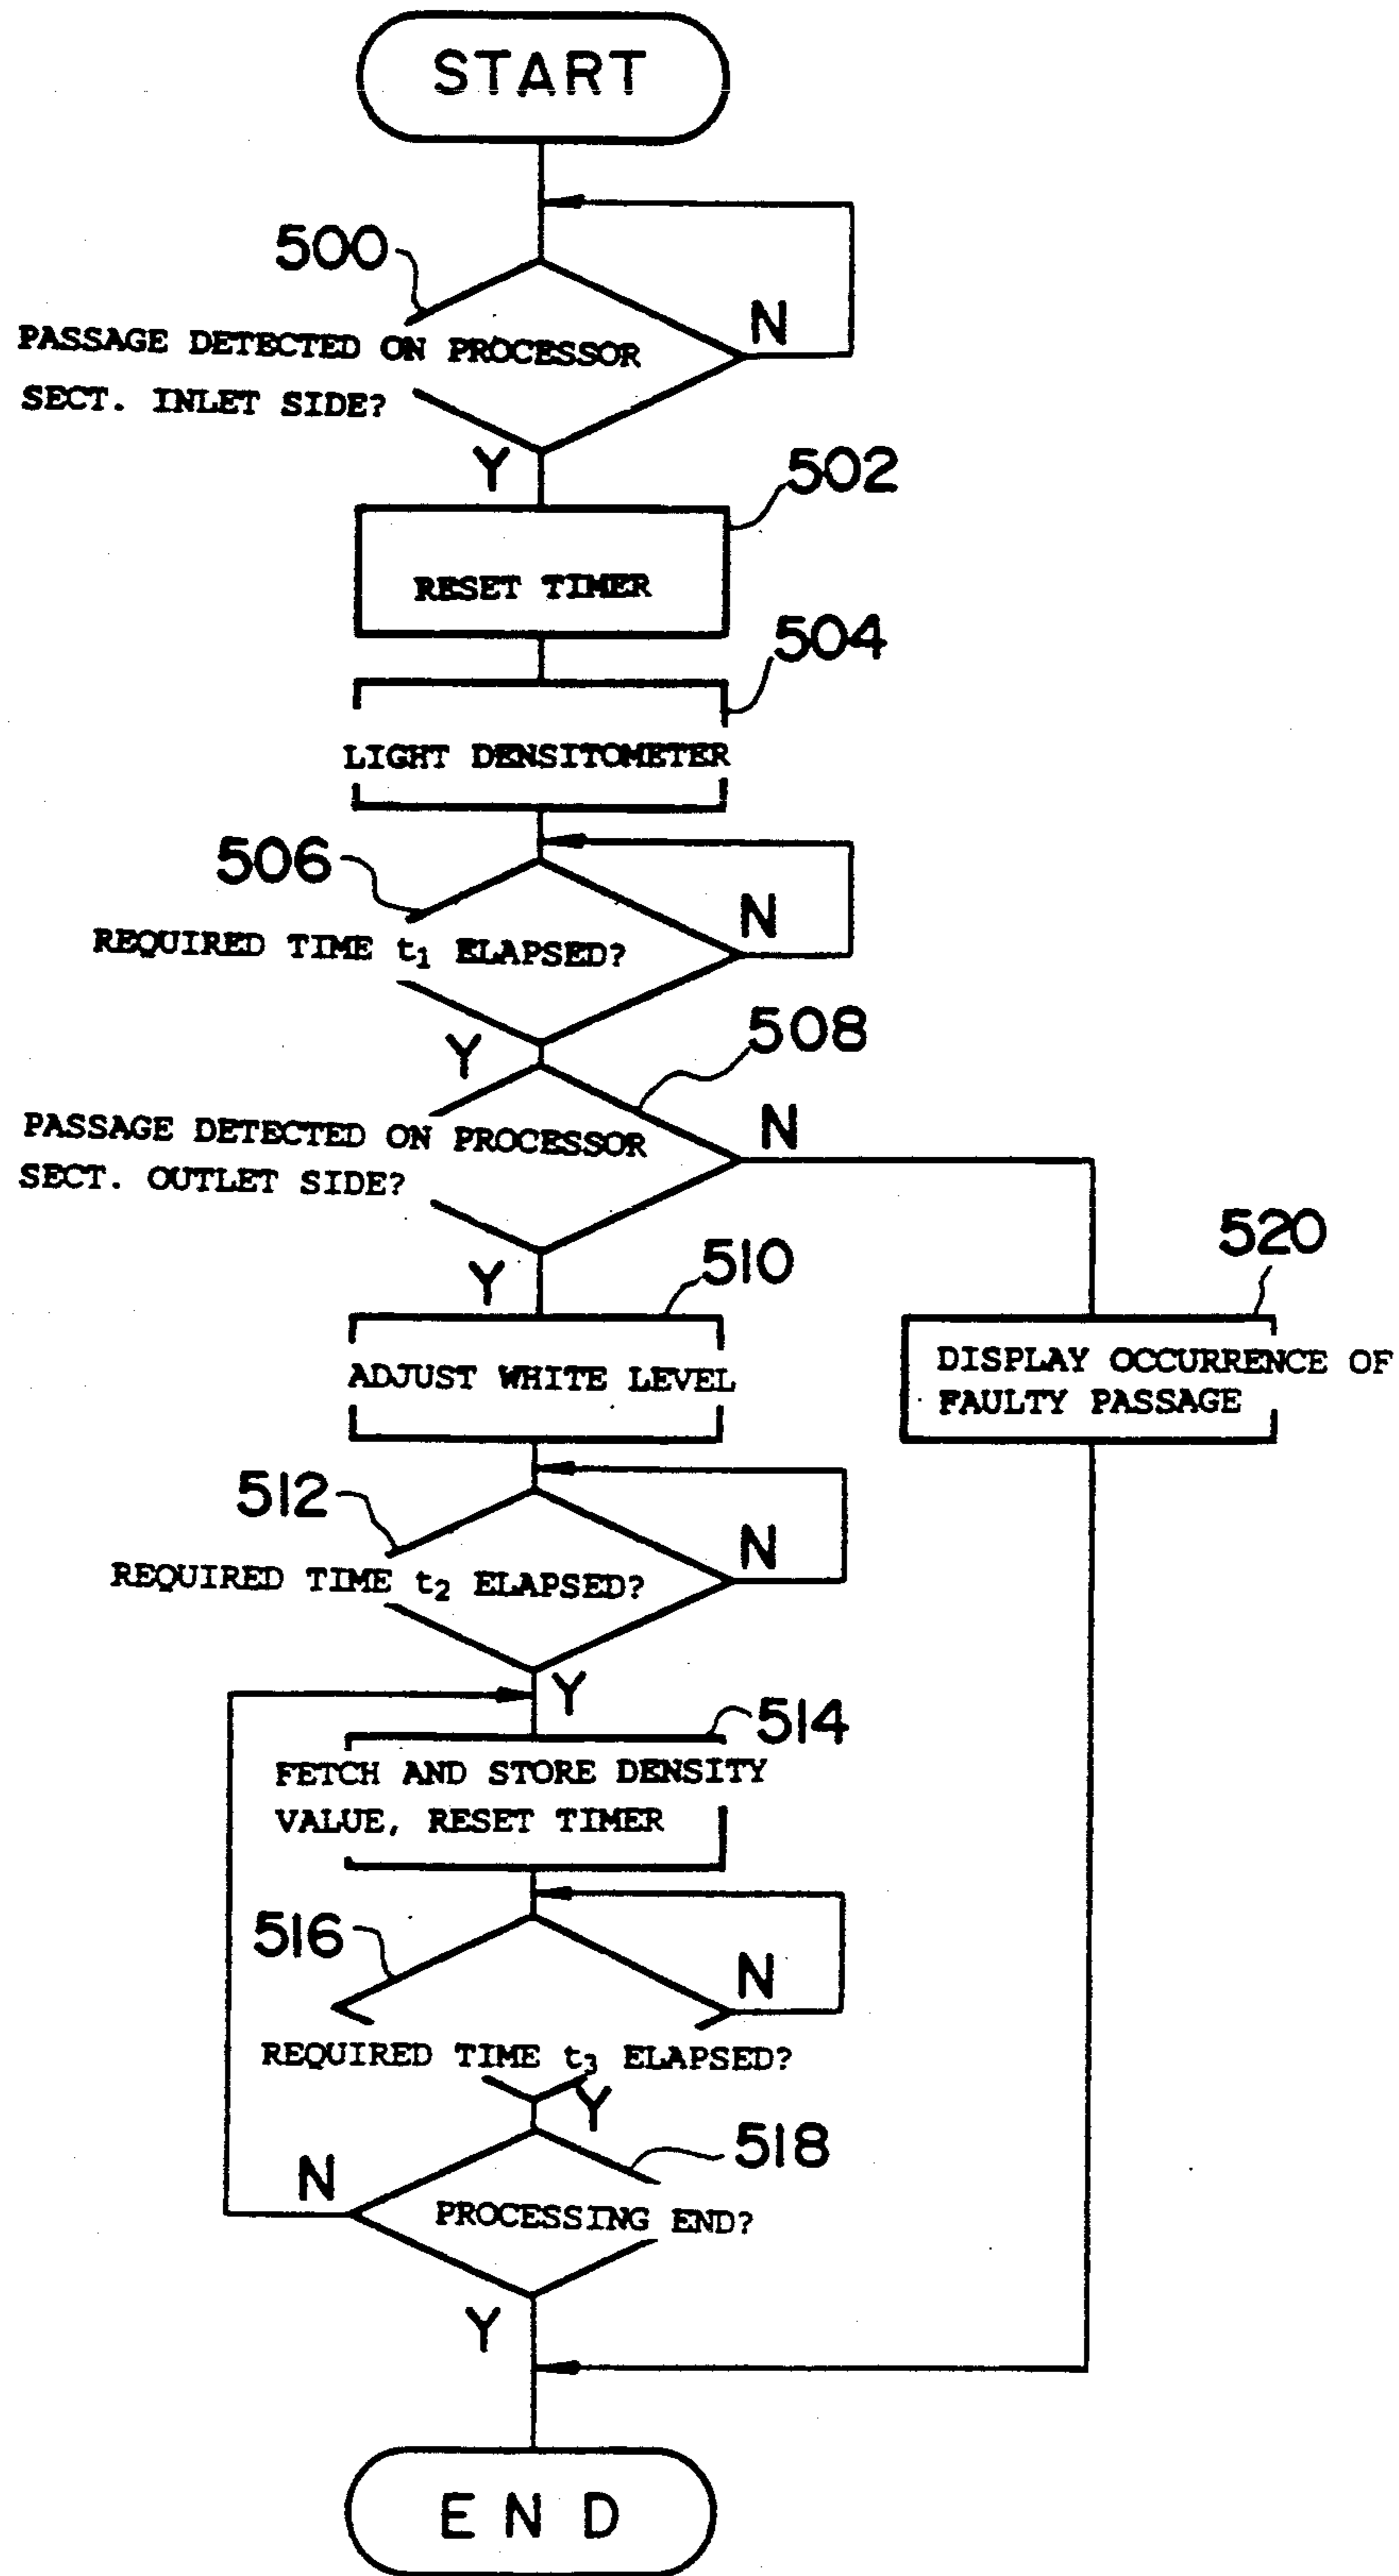 START
500
N
PASSAGE DETECTED ON PROCESSOR
SECT. INLET SIDE?
Y
502
RESET TIMER
504
LIGHT DENSITOMETER
506
N
REQUIRED TIME t1 ELAPSED?
Y
508
PASSAGE DETECTED ON PROCESSOR
N
SECT. OUTLET SIDE?
Y
510
520
ADJUST WHITE LEVEL
DISPLAY OCCURRENCE OF
FAULTY PASSAGE
512
N
REQUIRED TIME t2 ELAPSED?
Y
514
FETCH AND STORE DENSITY
VALUE, RESET TIMER
516
N
REQUIRED TIME t3 ELAPSED?
Y
518
N
PROCESSING END?
Y
END